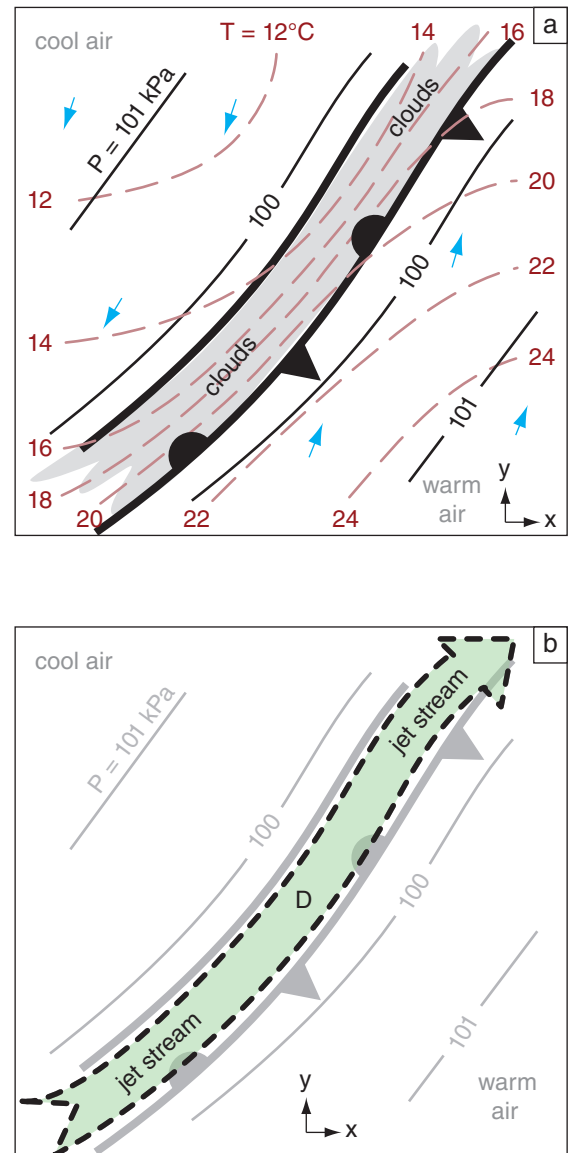 a
cool air
T = 12°C
14
16
P = 101 kPa
clouds
18
12
100
20
100
22
14
clouds
24
101
16
18
20
22
24
warm
air
y
x
b
cool air
P = 101 kPa
jet stream
100
100
D
101
jet stream
y
x
warm
air